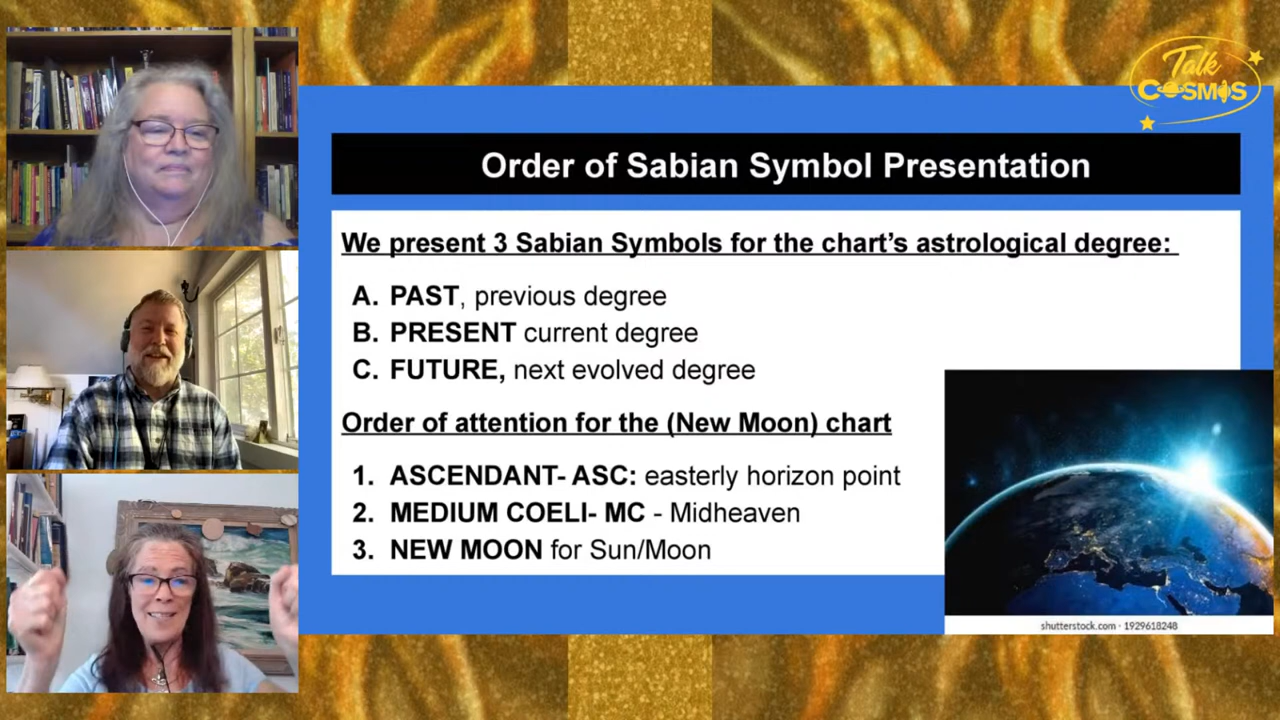 Talk
COSMOS
Order of Sabian Symbol Presentation
We present 3 Sabian Symbols for the chart's astrological degree:
A. PAST, previous degree
B. PRESENT current degree
C. FUTURE, next evolved degree
Order of attention for the (New Moon) chart
1. ASCENDANT- ASC: easterly horizon point
2. MEDIUM COELI- MC - Midheaven
3. NEW MOON for Sun/Moon
shutterstock.com · 1929618248